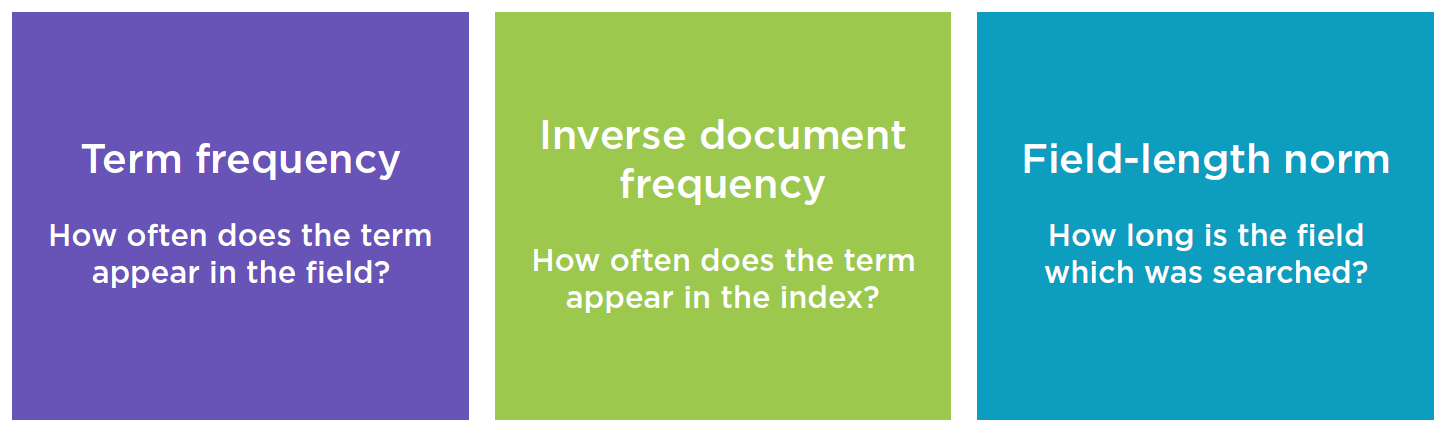 Term frequency
How often does the term
appear in the field?
Inverse document
frequency
How often does the term
appear in the index?
Field-length norm
How long is the field
which was searched?